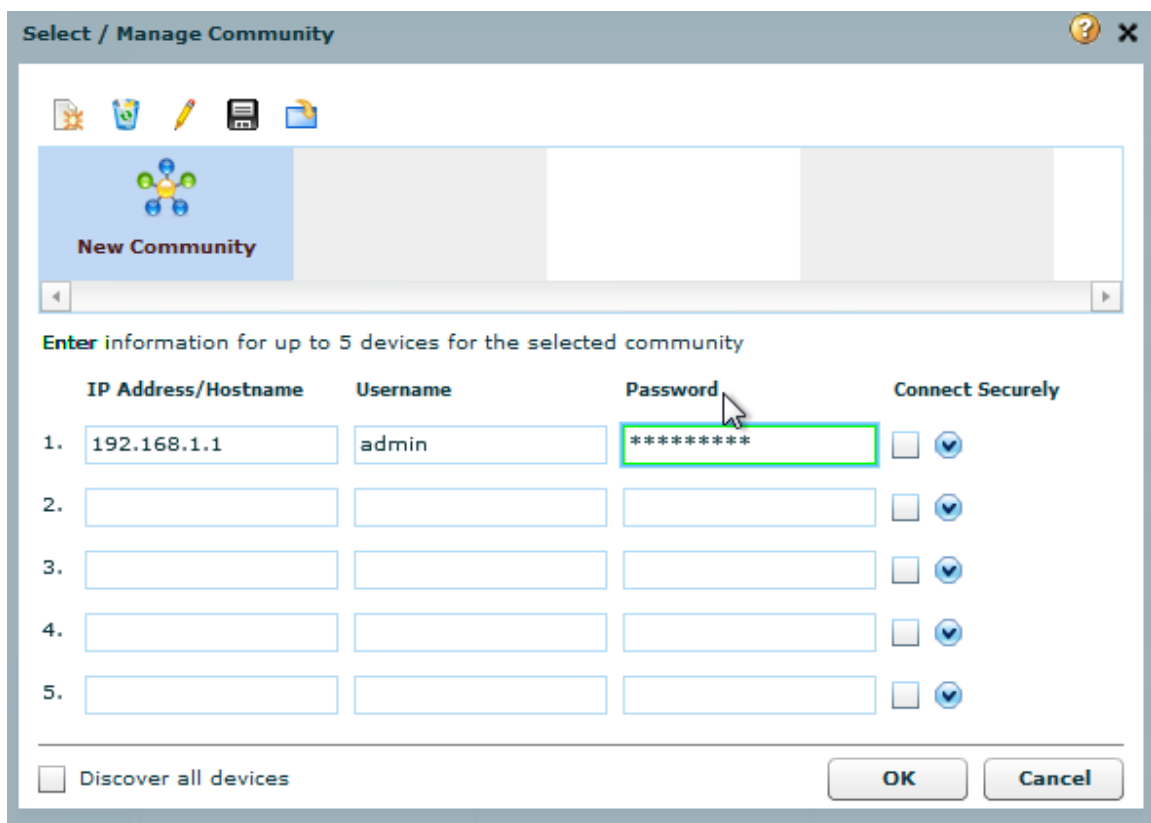 Select / Manage Community
New Community
Enter information for up to 5 devices for the selected community
IP Address/Hostname Username Password Connect Securely
1. 192.168.1.1 admin *********
2.
3.
4.
5.
Discover all devices OK Cancel